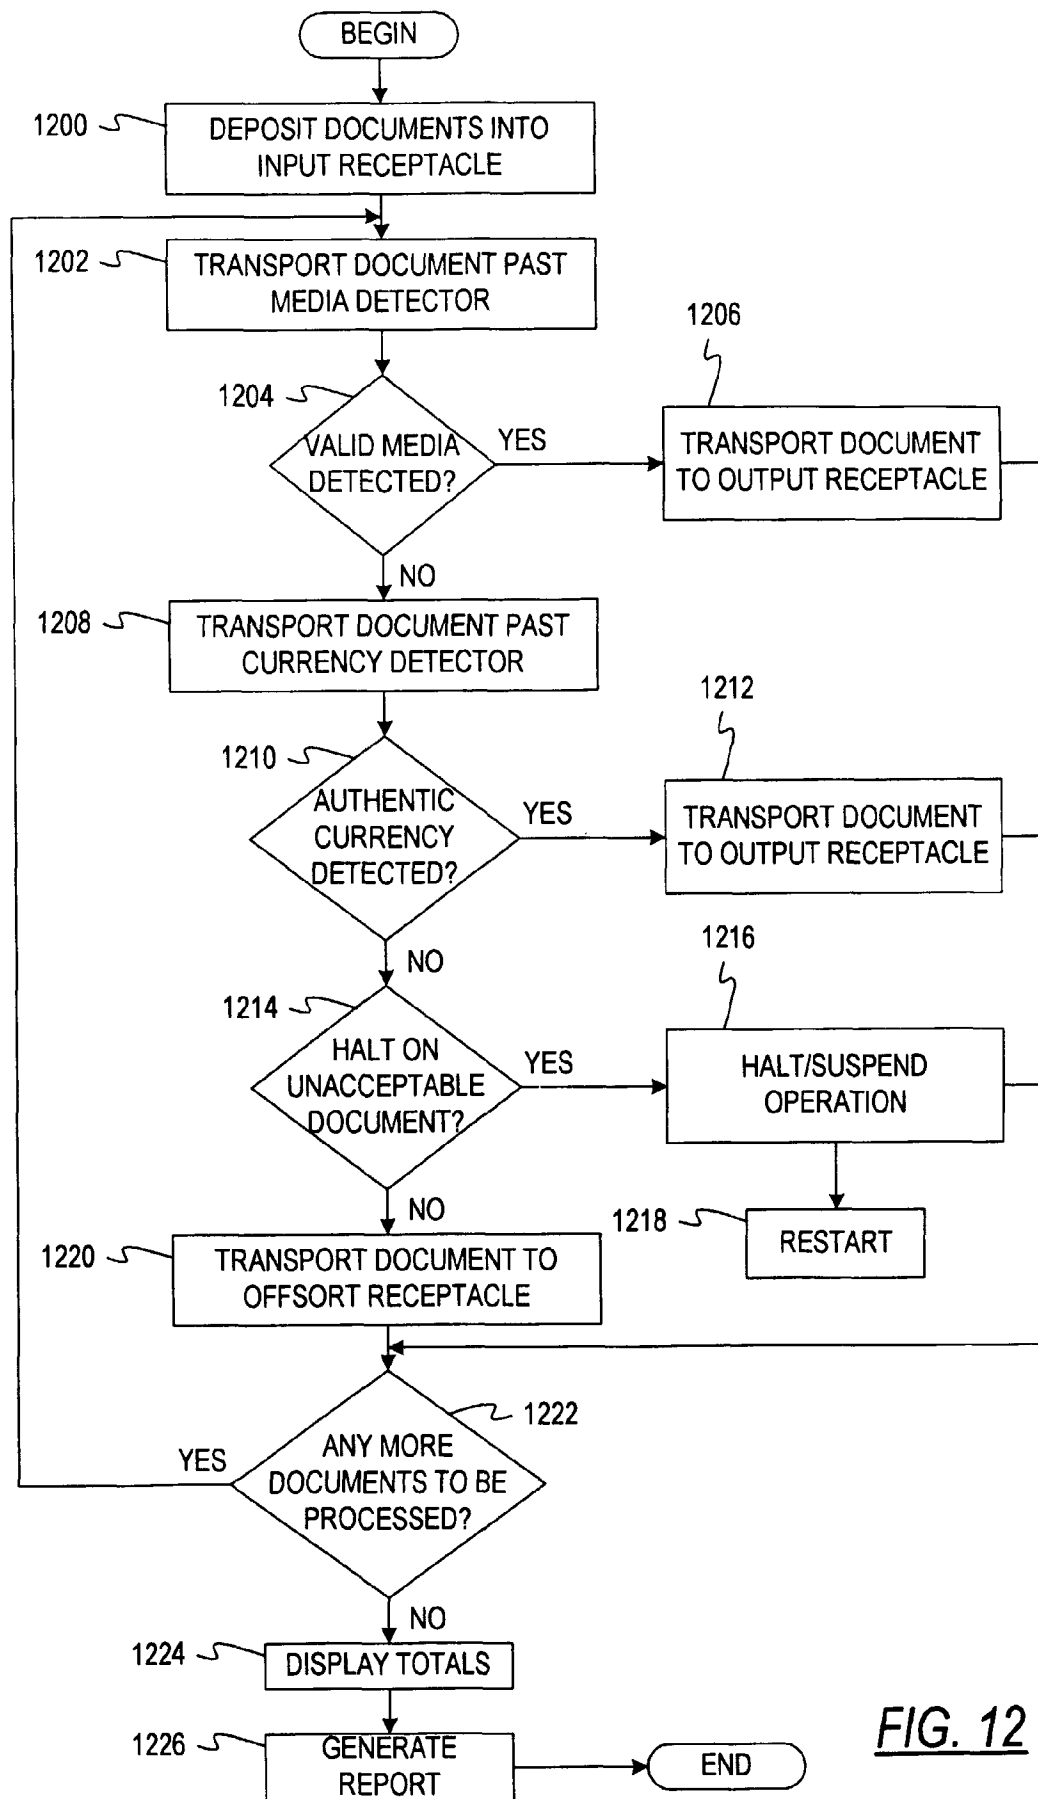 BEGIN
1200
DEPOSIT DOCUMENTS INTO
INPUT RECEPTACLE
1202
TRANSPORT DOCUMENT PAST
MEDIA DETECTOR
1204
VALID MEDIA
DETECTED?
YES
1206
TRANSPORT DOCUMENT
TO OUTPUT RECEPTACLE
NO
1208
TRANSPORT DOCUMENT PAST
CURRENCY DETECTOR
1210
AUTHENTIC
CURRENCY
DETECTED?
YES
1212
TRANSPORT DOCUMENT
TO OUTPUT RECEPTACLE
NO
1214
HALT ON
UNACCEPTABLE
DOCUMENT?
YES
1216
HALT/SUSPEND
OPERATION
1218
RESTART
NO
1220
TRANSPORT DOCUMENT TO
OFFSORT RECEPTACLE
1222
ANY MORE
DOCUMENTS TO BE
PROCESSED?
YES
NO
1224
DISPLAY TOTALS
1226
GENERATE
REPORT
END
FIG. 12